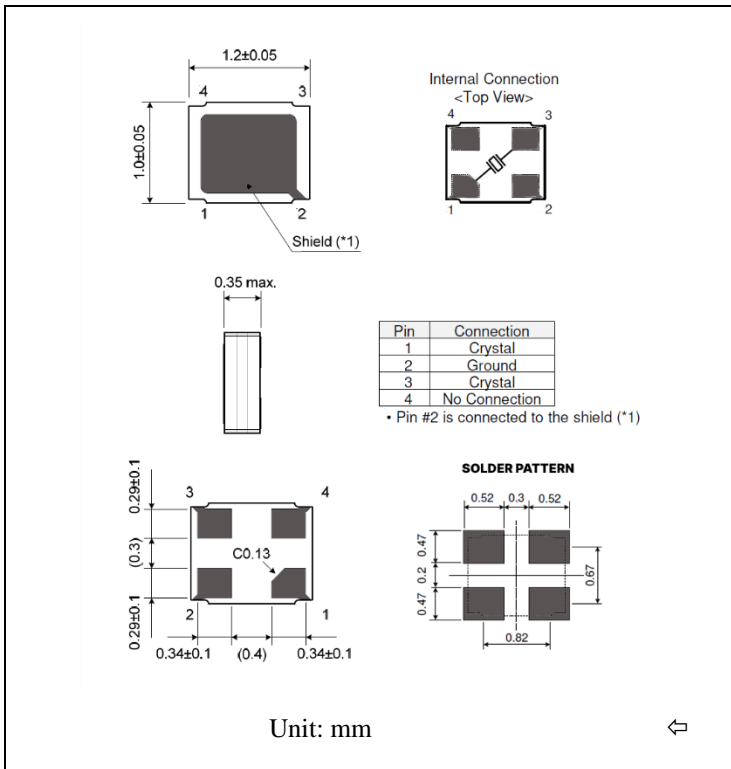 1.2±0.05
4 3
1.0±0.05
1 2
Shield (*1)
Internal Connection
<Top View>
4 3
1 2
0.35 max.
Pin Connection
1 Crystal
2 Ground
3 Crystal
4 No Connection
• Pin #2 is connected to the shield (*1)
3 4
0.29±0.1
(0.3)
0.29±0.1
C0.13
2 1
0.34±0.1 (0.4) 0.34±0.1
SOLDER PATTERN
0.52 0.3 0.52
0.47
0.2
0.47
0.67
0.82
Unit: mm ⇦